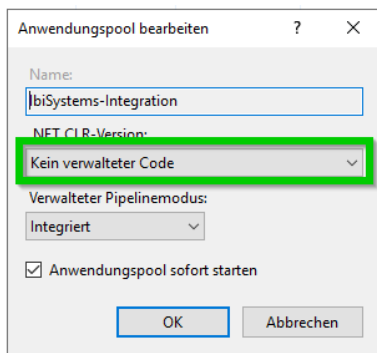 Anwendungspool bearbeiten ? ×
Name:
IbiSystems-Integration
.NET CLR-Version:
Kein verwalteter Code
Verwalteter Pipelinemodus:
Integriert
Anwendungspool sofort starten
OK Abbrechen